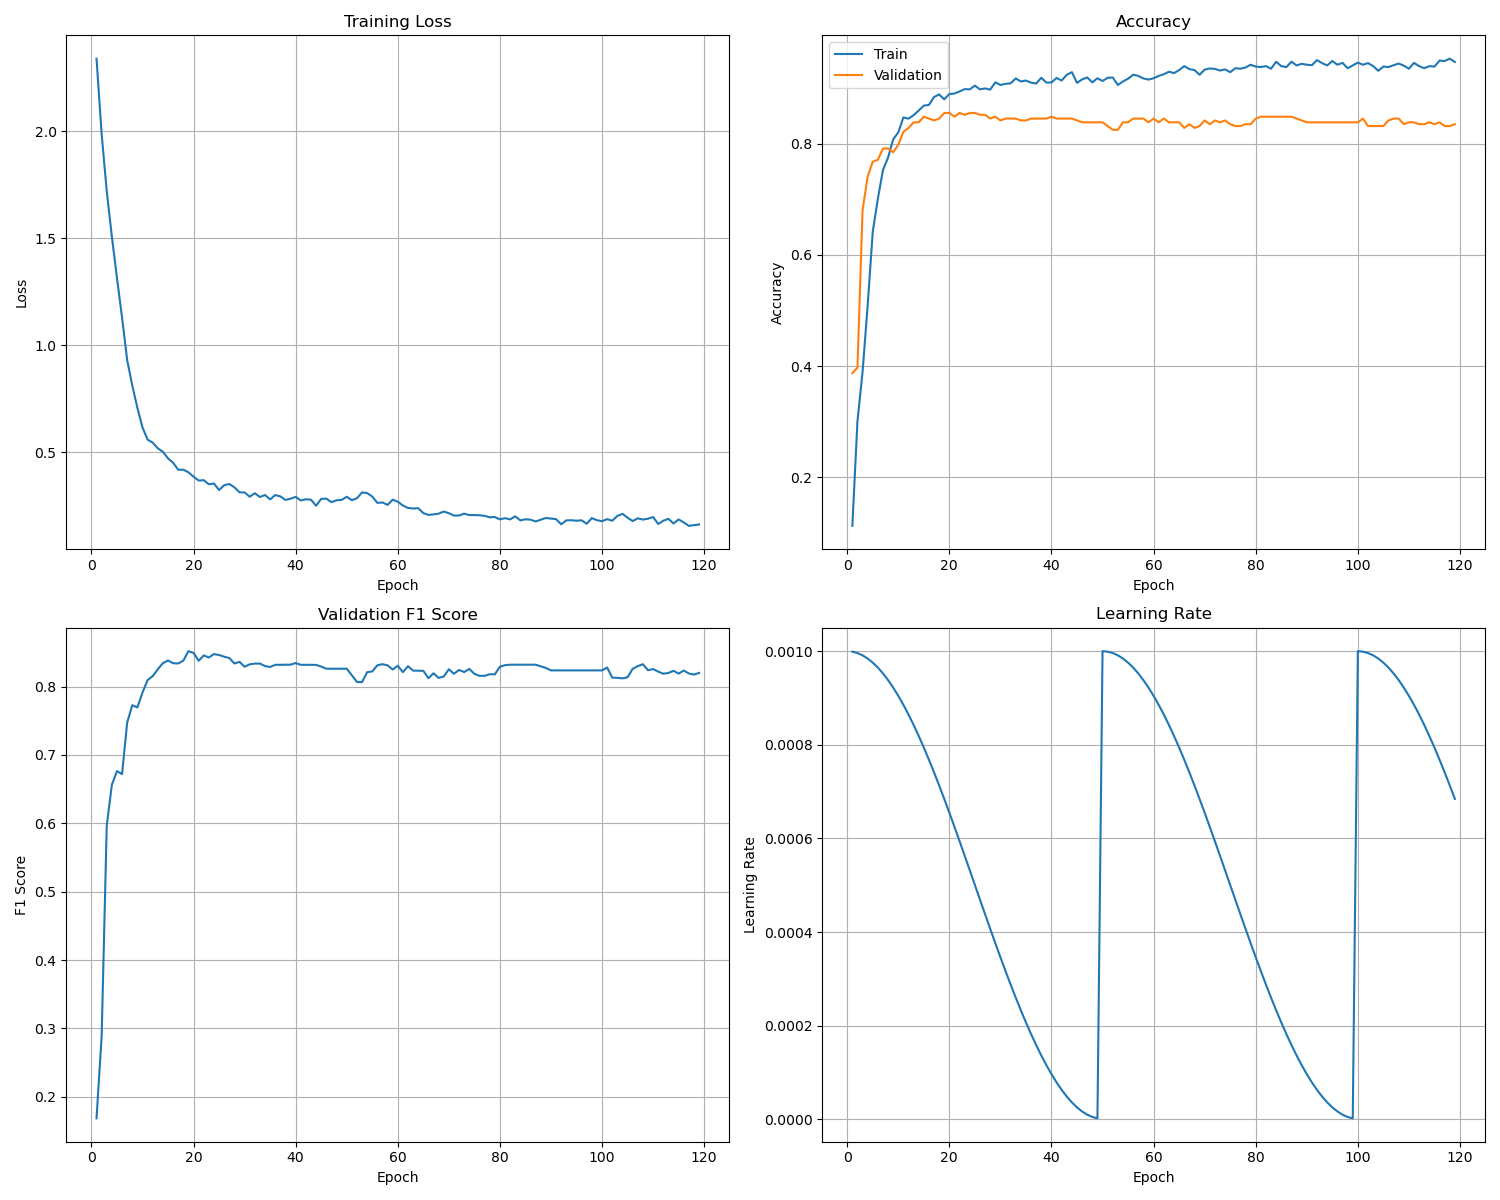 Training Loss
Loss
2.0
1.5
1.0
0.5
0 20 40 60 80 100 120
Epoch
Accuracy
Train
Validation
Accuracy
0.8
0.6
0.4
0.2
0 20 40 60 80 100 120
Epoch
Validation F1 Score
F1 Score
0.8
0.7
0.6
0.5
0.4
0.3
0.2
0 20 40 60 80 100 120
Epoch
Learning Rate
Learning Rate
0.0010
0.0008
0.0006
0.0004
0.0002
0.0000
0 20 40 60 80 100 120
Epoch